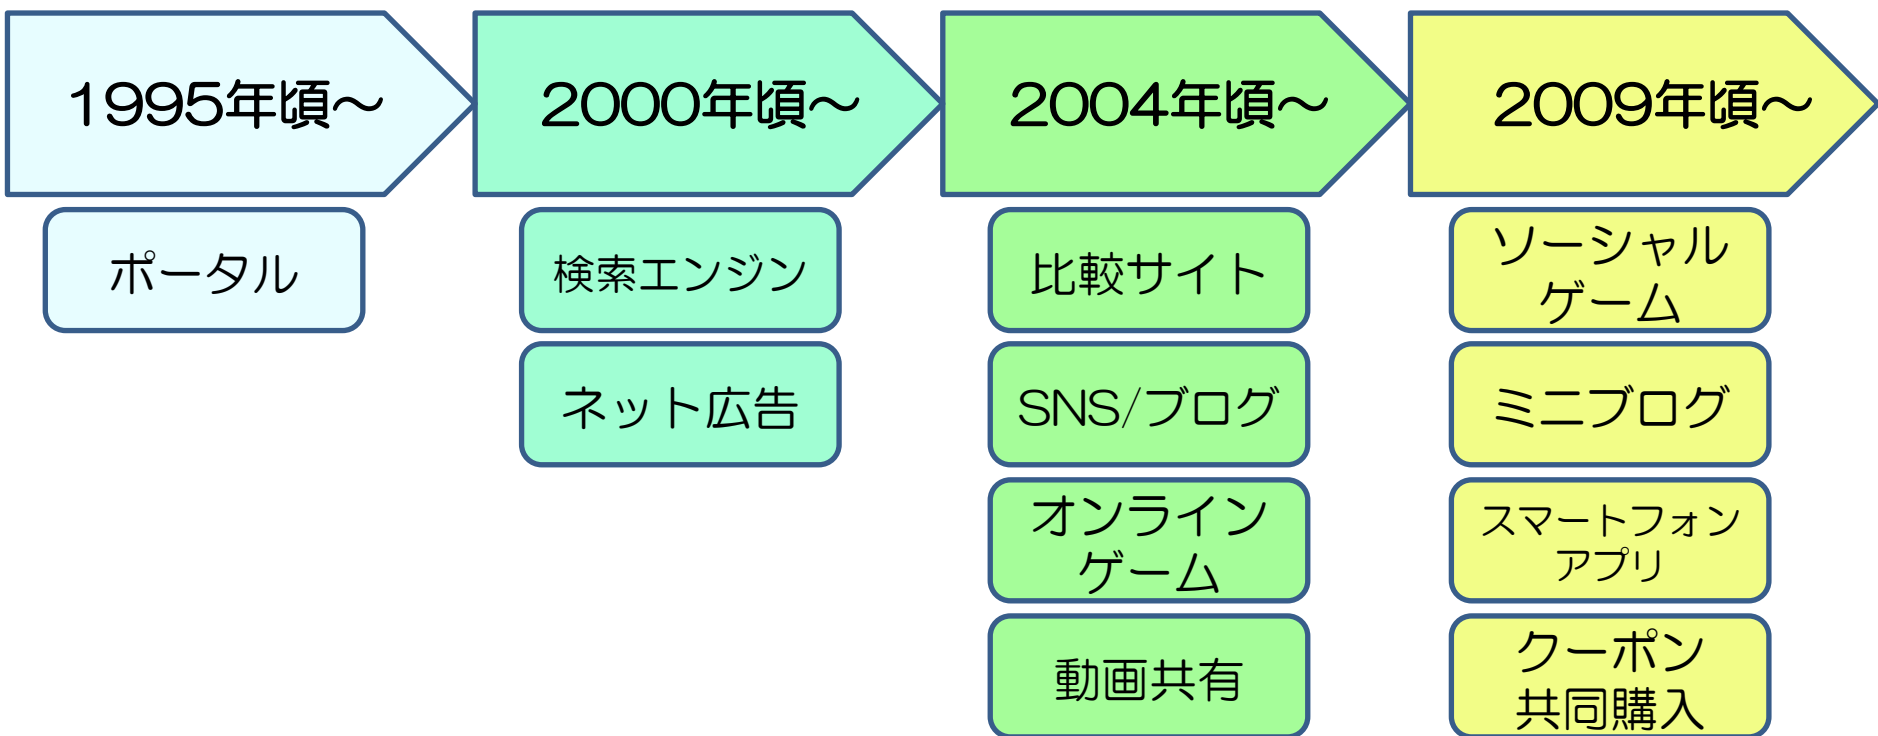 1995年頃～
2000年頃～
2004年頃～
2009年頃～
ポータル
検索エンジン
比較サイト
ソーシャル
ゲーム
ネット広告
SNS/ブログ
ミニブログ
オンライン
ゲーム
スマートフォン
アプリ
動画共有
クーポン
共同購入